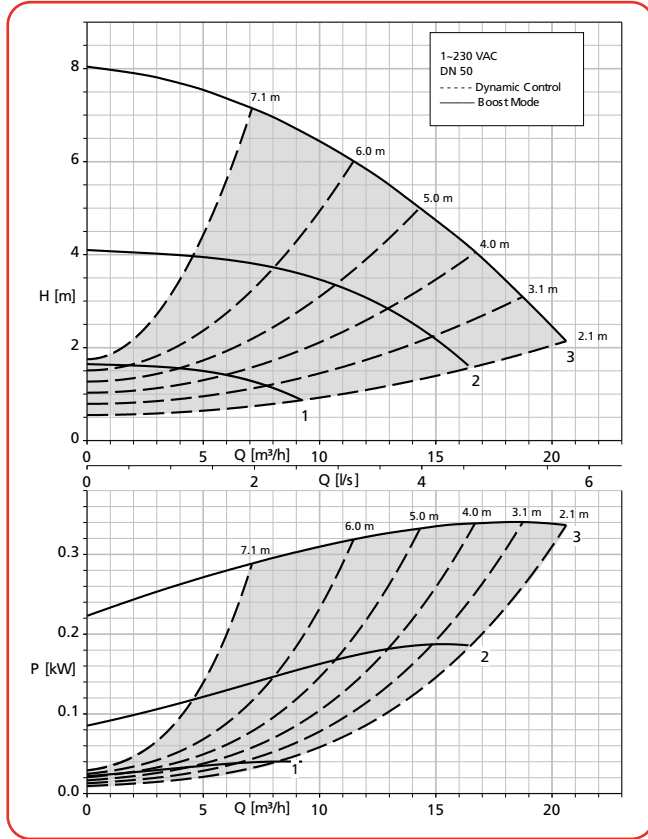 1~230 VAC
DN 50
----- Dynamic Control
—— Boost Mode
8
7.1 m
6.0 m
6
5.0 m
4
4.0 m
H [m]
3.1 m
2
2.1 m
3
2
1
0
0 5 10 15 20
Q [m³/h]
0 2 4 6
Q [l/s]
7.1 m
6.0 m
5.0 m
4.0 m
3.1 m
2.1 m
0.3
3
0.2
P [kW]
2
0.1
1
0.0
0 5 10 15 20
Q [m³/h]